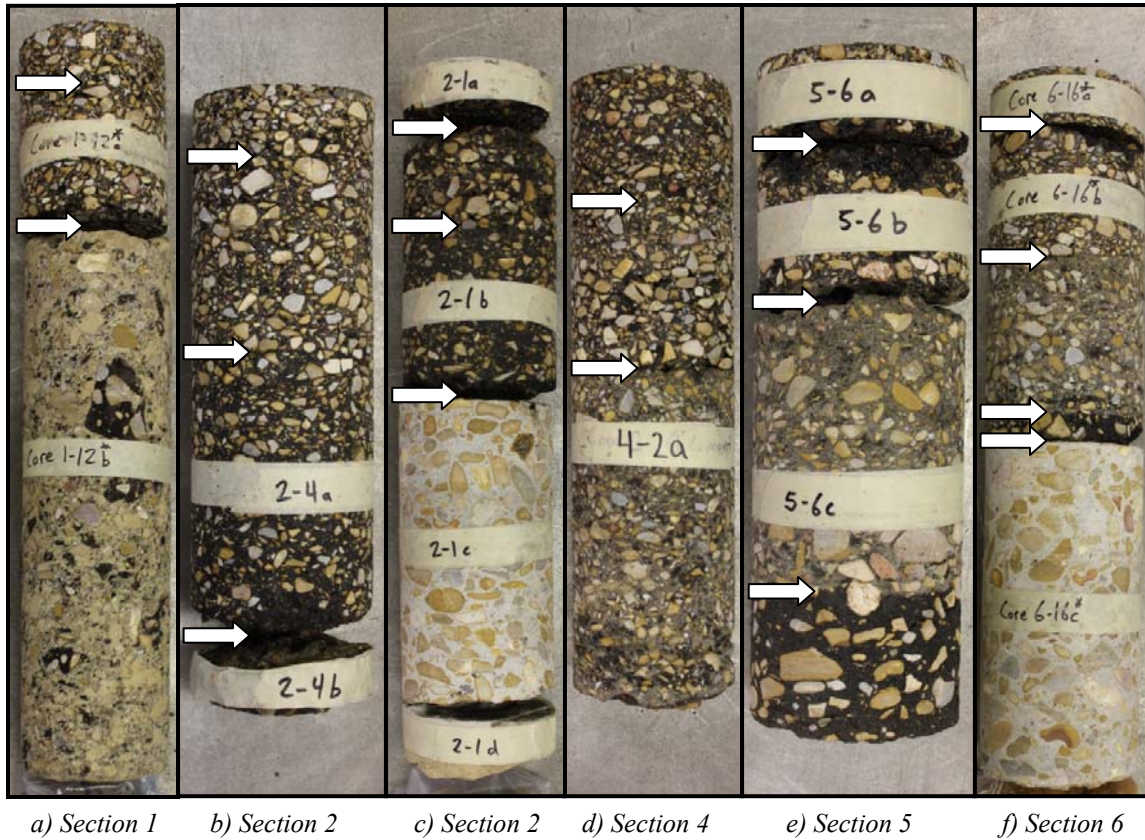 Core 1-12a*
Core 1-12b*
a) Section 1
2-4a
2-4b
b) Section 2
2-1a
2-1b
2-1c
2-1d
c) Section 2
4-2a
d) Section 4
5-6a
5-6b
5-6c
e) Section 5
Core 6-16a*
Core 6-16b*
Core 6-16c*
f) Section 6